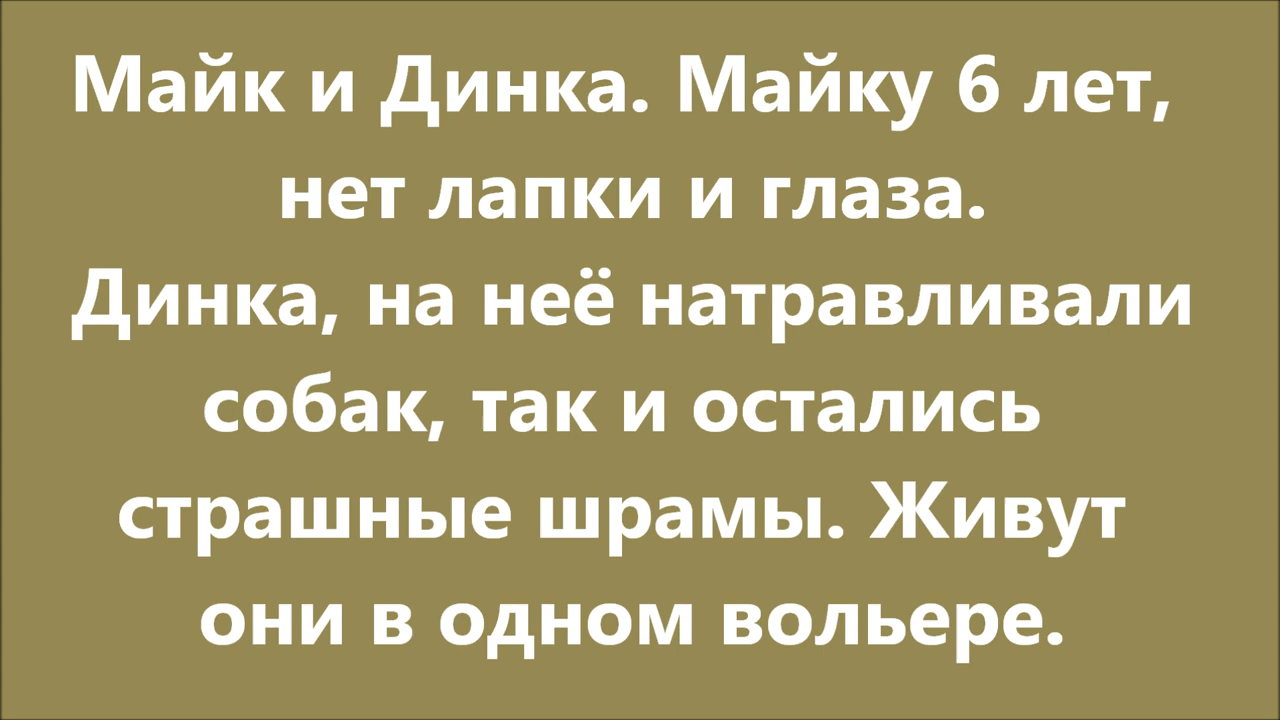 Майк и Динка. Майку 6 лет,
нет лапки и глаза.
Динка, на неё натравливали
собак, так и остались
страшные шрамы. Живут
они в одном вольере.